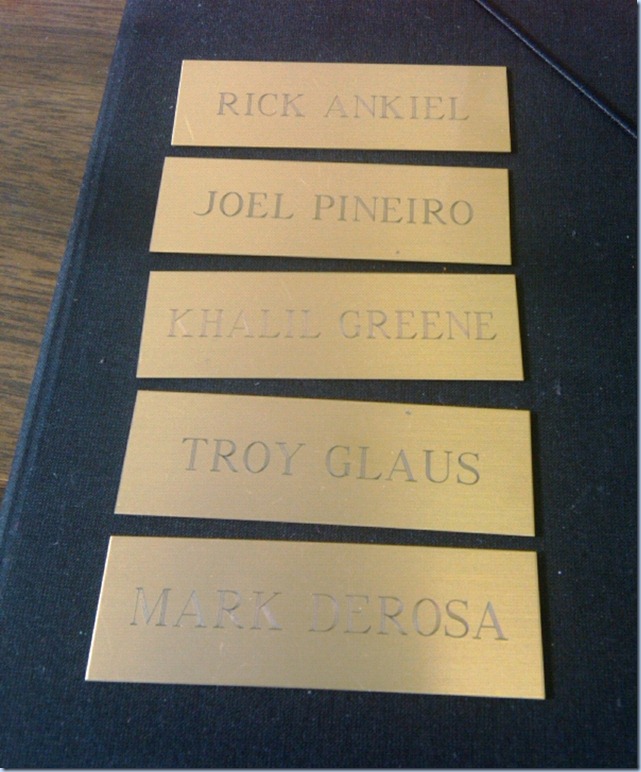 RICK ANKIEL
JOEL PINEIRO
KHALIL GREENE
TROY GLAUS
MARK DEROSA